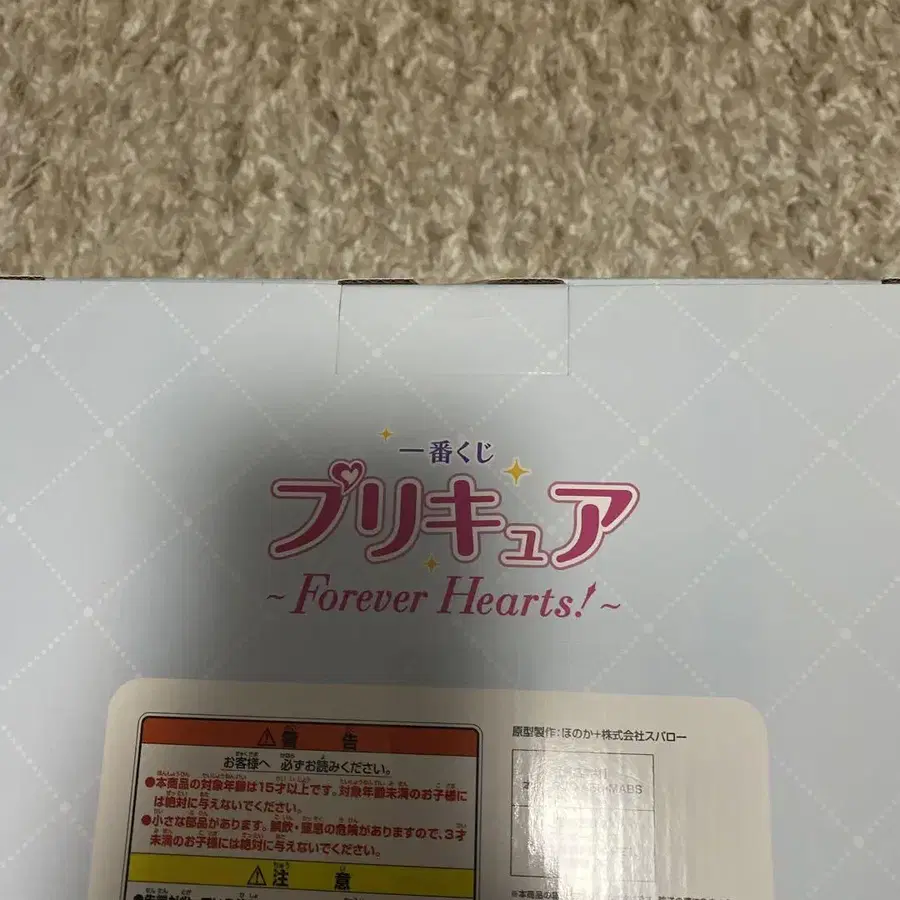 一番くじ
プリキュア
~Forever Hearts!~
警告
お客様へ 必ずお読みください。
●本商品の対象年齢は15才以上です。対象年齢未満のお子様に
は絶対に与えないでください。
●小さな部品があります。誤飲・窒息の危険がありますので、3才
未満のお子様には絶対に与えないでください。
注意
原型製作:ほのか+株式会社スパロー
MABS